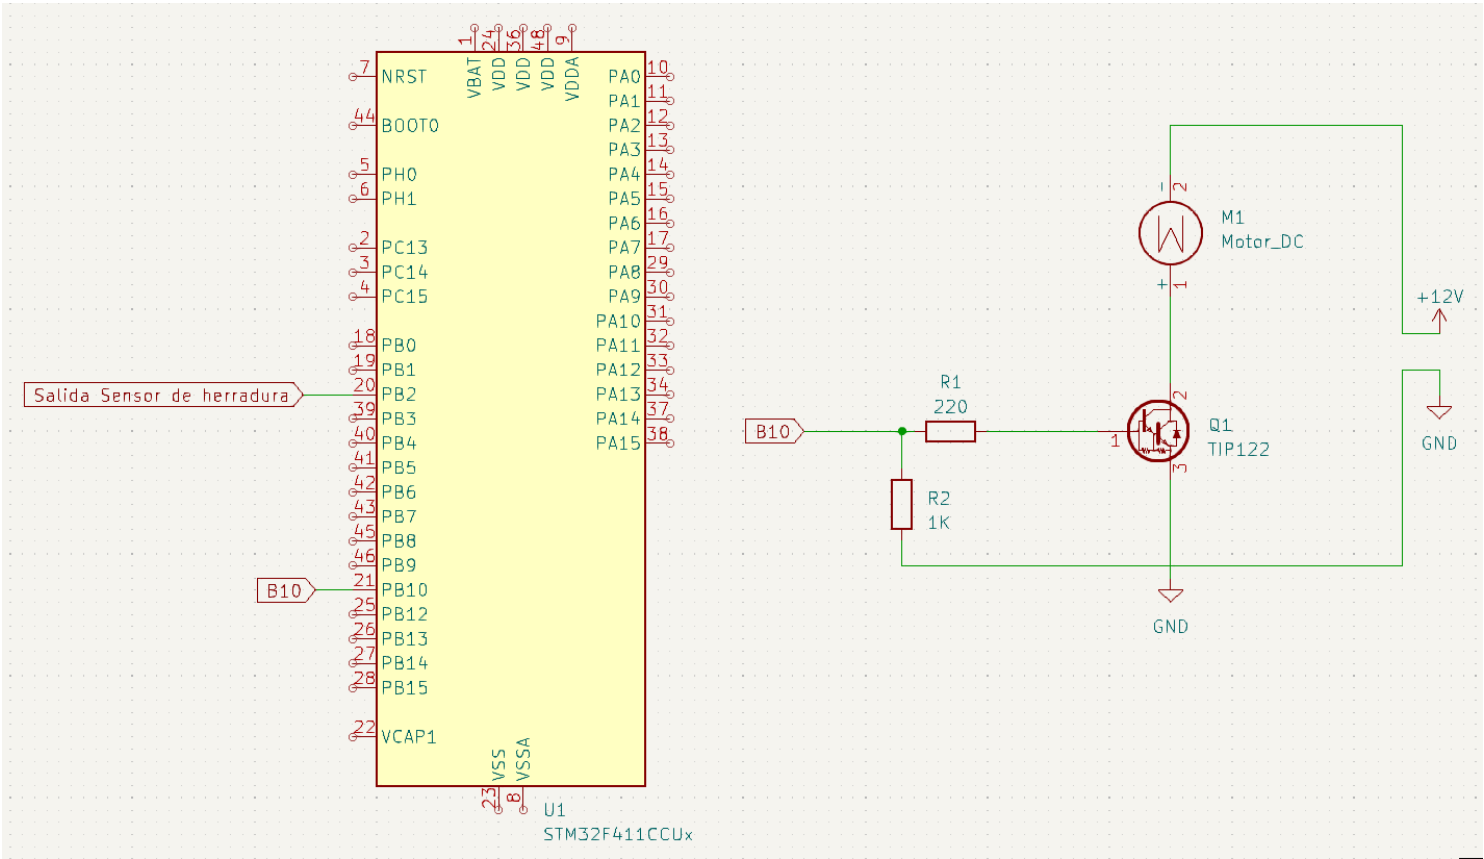 1
24
36
48
9
VBAT
VDD
VDD
VDD
VDDA
7 NRST
44 BOOT0
5 PH0
6 PH1
2 PC13
3 PC14
4 PC15
18 PB0
19 PB1
Salida Sensor de herradura 20 PB2
39 PB3
40 PB4
41 PB5
42 PB6
43 PB7
45 PB8
46 PB9
B10 21 PB10
25 PB12
26 PB13
27 PB14
28 PB15
22 VCAP1
PA0 10
PA1 11
PA2 12
PA3 13
PA4 14
PA5 15
PA6 16
PA7 17
PA8 29
PA9 30
PA10 31
PA11 32
PA12 33
PA13 34
PA14 37
PA15 38
VSS
VSSA
23
8
U1
STM32F411CCUx
- 2
M
M1
Motor_DC
+ 1
+12V
GND
R1
220
B10
1
2
3
Q1
TIP122
R2
1K
GND